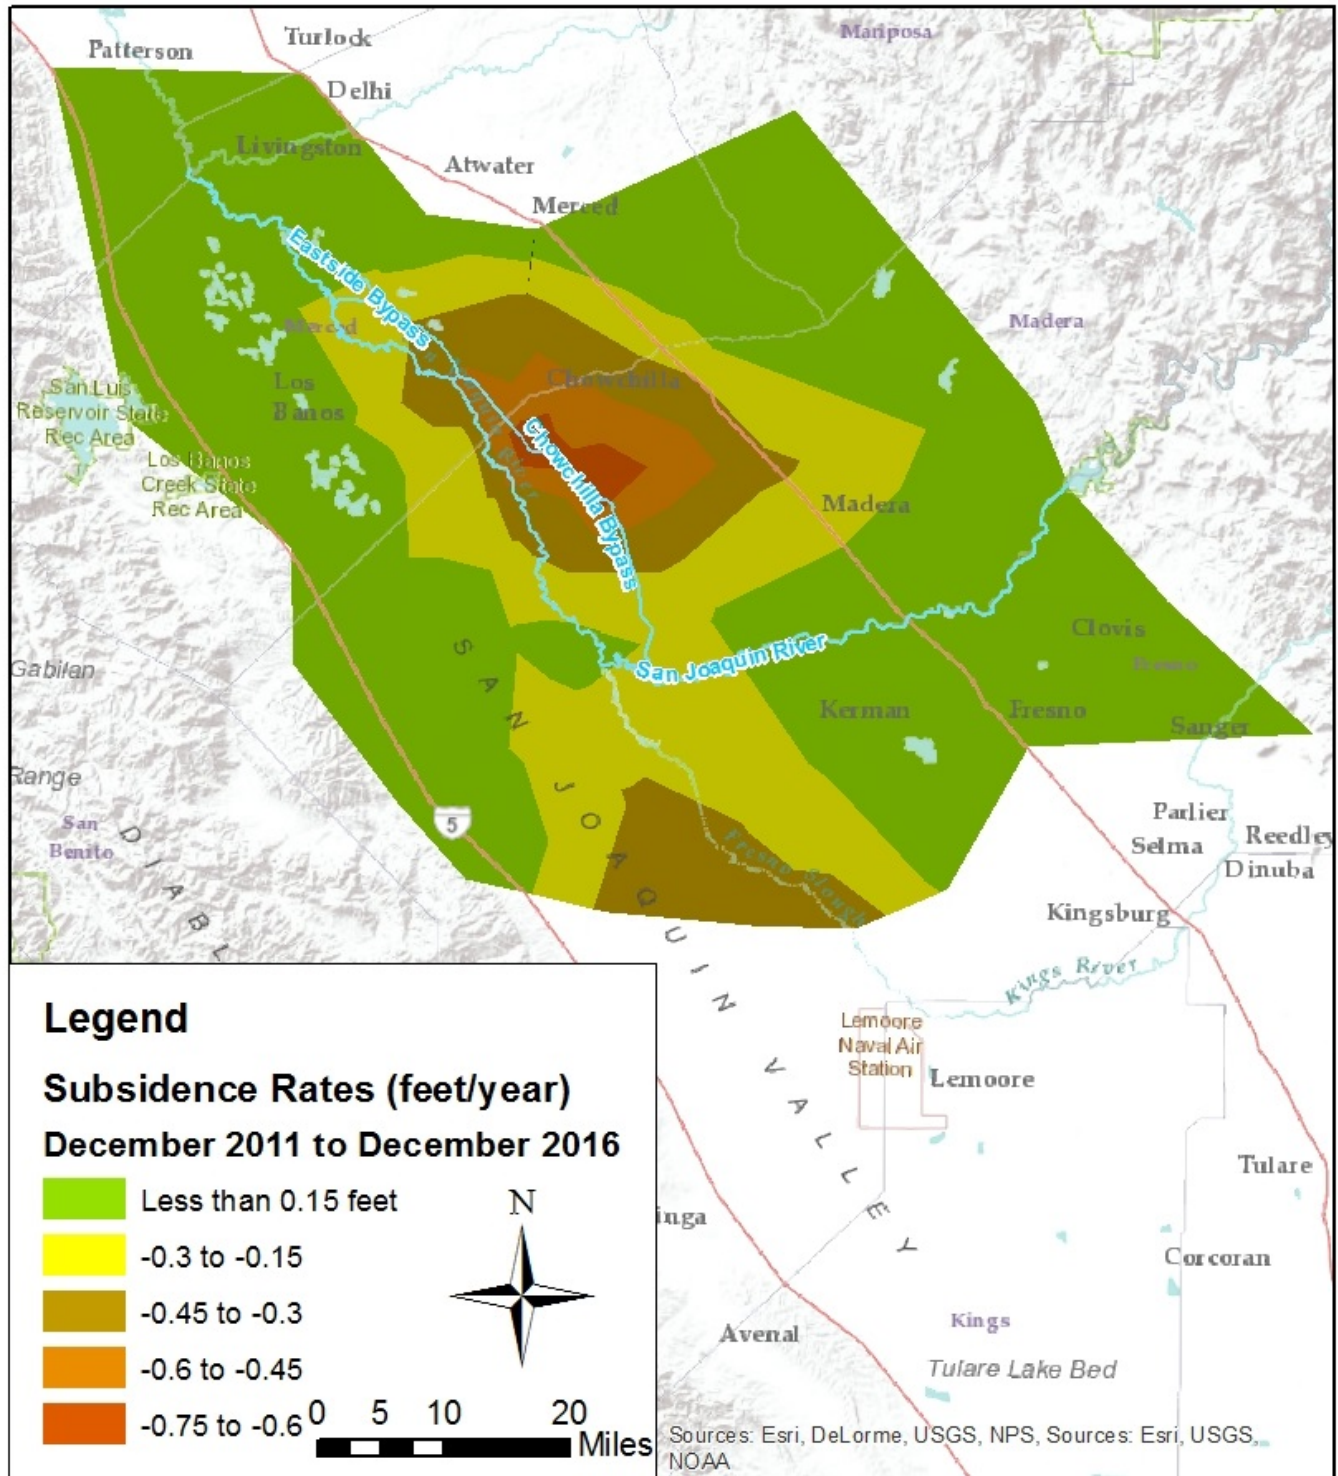 Patterson
Turlock
Mariposa
Delhi
Livingston
Atwater
Merced
Eastside Bypass
Merced
Madera
San Luis
Reservoir State
Rec Area
Los
Banos
Chowchilla
Los Banos
Creek State
Rec Area
Chowchilla Bypass
Madera
San Joaquin River
Clovis
Fresno
Gabilan
Range
Kerman
Fresno
Sanger
San
Benito
DIABL
5
SAN JOAQUIN VALLEY
Fresno Slough
Parlier
Selma
Reedley
Dinuba
Kingsburg
Kings River
Lemoore
Naval Air
Station
Lemoore
Tulare
inga
Corcoran
Kings
Avenal
Tulare Lake Bed
Legend
Subsidence Rates (feet/year)
December 2011 to December 2016
Less than 0.15 feet
-0.3 to -0.15
-0.45 to -0.3
-0.6 to -0.45
-0.75 to -0.6
N
0 5 10 20
Miles
Sources: Esri, DeLorme, USGS, NPS, Sources: Esri, USGS,
NOAA